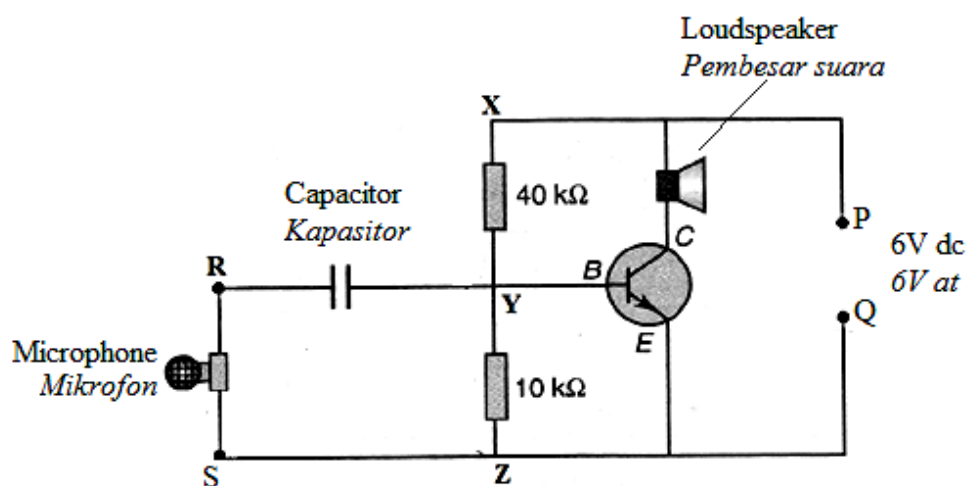 Loudspeaker
Pembesar suara
X
Capacitor
Kapasitor
40 kΩ
C
P
6V dc
6V at
R
B
Y
Q
E
Microphone
Mikrofon
10 kΩ
S
Z